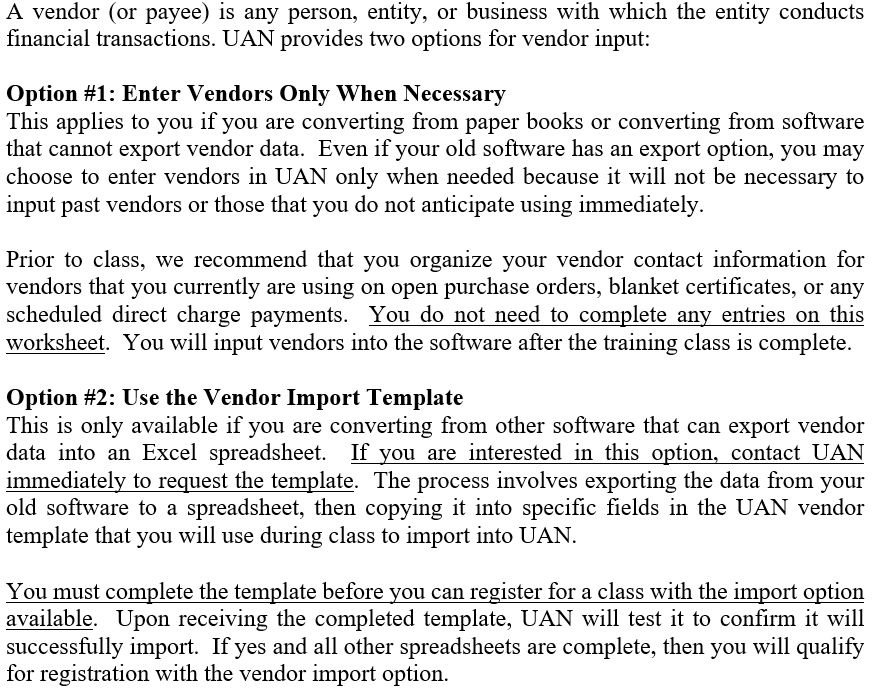 A vendor (or payee) is any person, entity, or business with which the entity conducts
financial transactions. UAN provides two options for vendor input:
Option #1: Enter Vendors Only When Necessary
This applies to you if you are converting from paper books or converting from software
that cannot export vendor data.  Even if your old software has an export option, you may
choose to enter vendors in UAN only when needed because it will not be necessary to
input past vendors or those that you do not anticipate using immediately.
Prior to class, we recommend that you organize your vendor contact information for
vendors that you currently are using on open purchase orders, blanket certificates, or any
scheduled direct charge payments.  You do not need to complete any entries on this
worksheet.  You will input vendors into the software after the training class is complete.
Option #2: Use the Vendor Import Template
This is only available if you are converting from other software that can export vendor
data into an Excel spreadsheet.  If you are interested in this option, contact UAN
immediately to request the template.  The process involves exporting the data from your
old software to a spreadsheet, then copying it into specific fields in the UAN vendor
template that you will use during class to import into UAN.
You must complete the template before you can register for a class with the import option
available.  Upon receiving the completed template, UAN will test it to confirm it will
successfully import.  If yes and all other spreadsheets are complete, then you will qualify
for registration with the vendor import option.